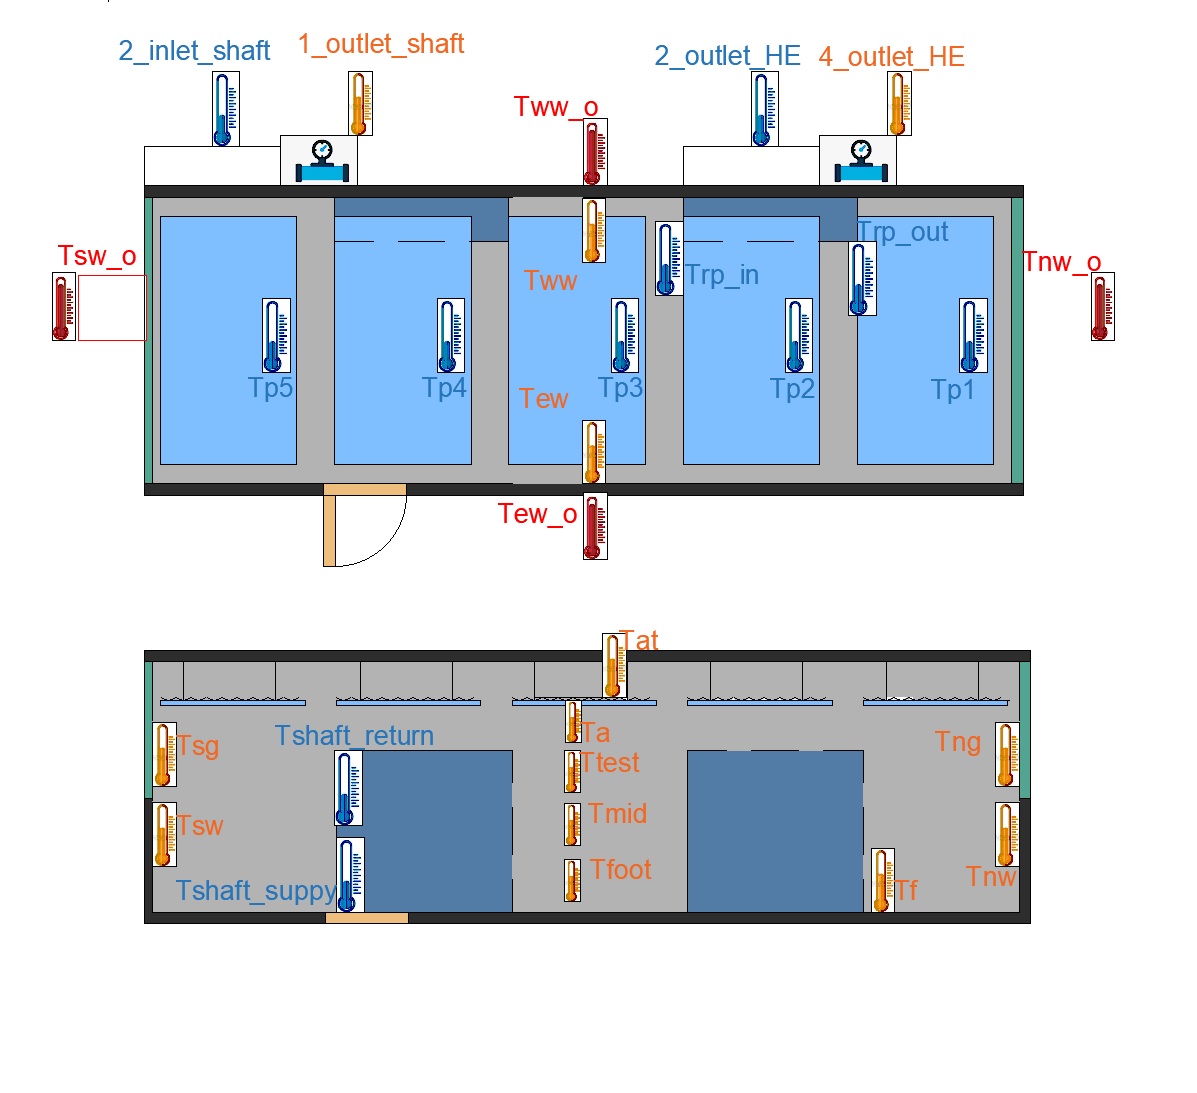 2_inlet_shaft
1_outlet_shaft
2_outlet_HE
4_outlet_HE
Tww_o
Tsw_o
Tww
Trp_in
Trp_out
Tnw_o
Tp5
Tp4
Tew
Tp3
Tp2
Tp1
Tew_o
Tat
Tsg
Tshaft_return
Ta
Ttest
Tng
Tsw
Tmid
Tshaft_suppy
Tfoot
Tf
Tnw